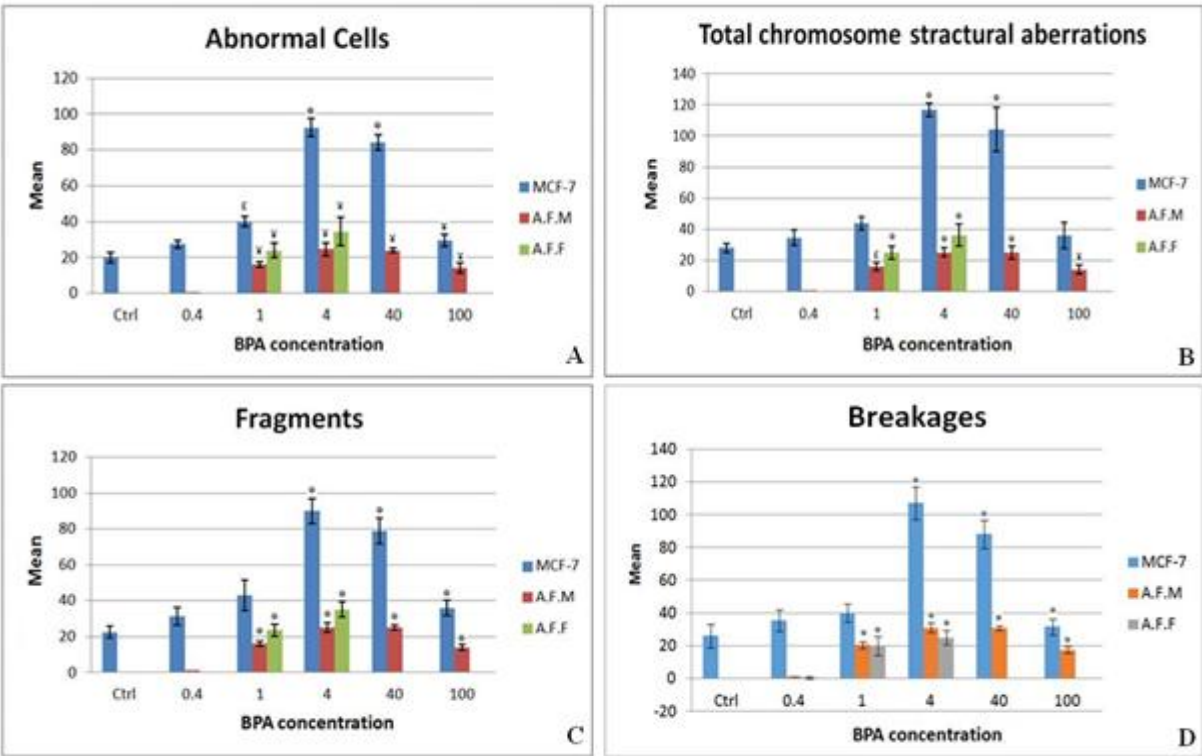 Abnormal Cells
120
100
80
60
40
20
0
Mean
* *
£ ¥ ¥ ¥ ¥ ¥ ¥ ¥
Ctrl 0.4 1 4 40 100
BPA concentration
MCF-7
A.F.M
A.F.F
A
Total chromosome stractural aberrations
140
120
100
80
60
40
20
0
Mean
* *
£ * * * * ¥
Ctrl 0.4 1 4 40 100
BPA concentration
MCF-7
A.F.M
A.F.F
B
Fragments
120
100
80
60
40
20
0
Mean
* *
* * * * * * *
Ctrl 0.4 1 4 40 100
BPA concentration
MCF-7
A.F.M
A.F.F
C
Breakages
140
120
100
80
60
40
20
0
-20
Mean
* *
* * * * * * *
Ctrl 0.4 1 4 40 100
BPA concentration
MCF-7
A.F.M
A.F.F
D